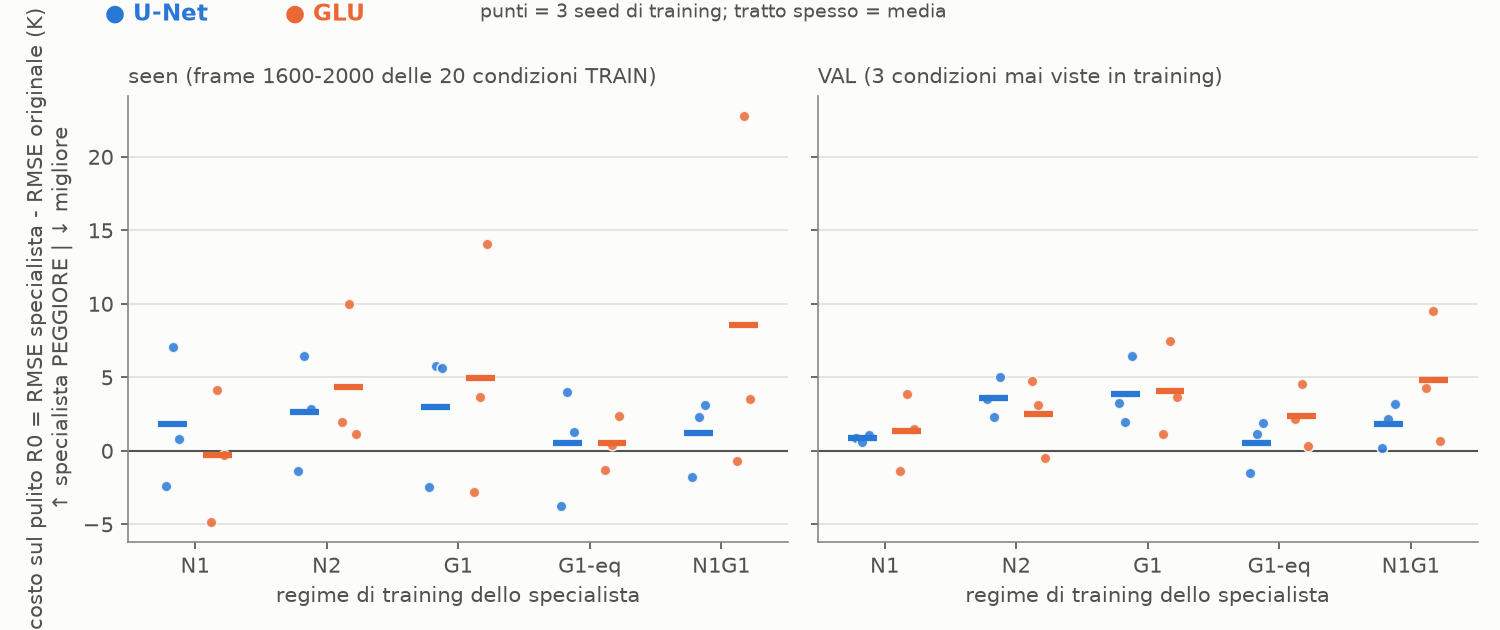 U-Net
GLU
punti = 3 seed di training; tratto spesso = media
costo sul pulito R0 = RMSE specialista - RMSE originale (K)
↑ specialista PEGGIORE | ↓ migliore
seen (frame 1600-2000 delle 20 condizioni TRAIN)
20
15
10
5
0
−5
N1 N2 G1 G1-eq N1G1
regime di training dello specialista
VAL (3 condizioni mai viste in training)
N1 N2 G1 G1-eq N1G1
regime di training dello specialista